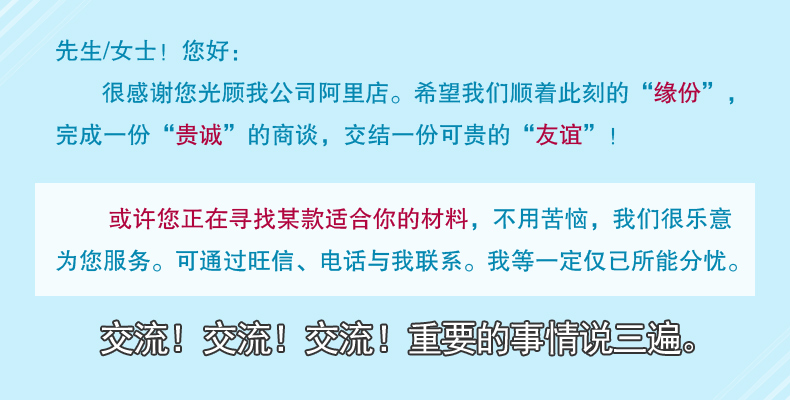 先生/女士！您好：
很感谢您光顾我公司阿里店。希望我们顺着此刻的“缘份”，
完成一份“贵诚”的商谈，交结一份可贵的“友谊”！
或许您正在寻找某款适合你的材料，不用苦恼，我们很乐意
为您服务。可通过旺信、电话与我联系。我等一定仅已所能分忧。
交流！交流！交流！重要的事情说三遍。